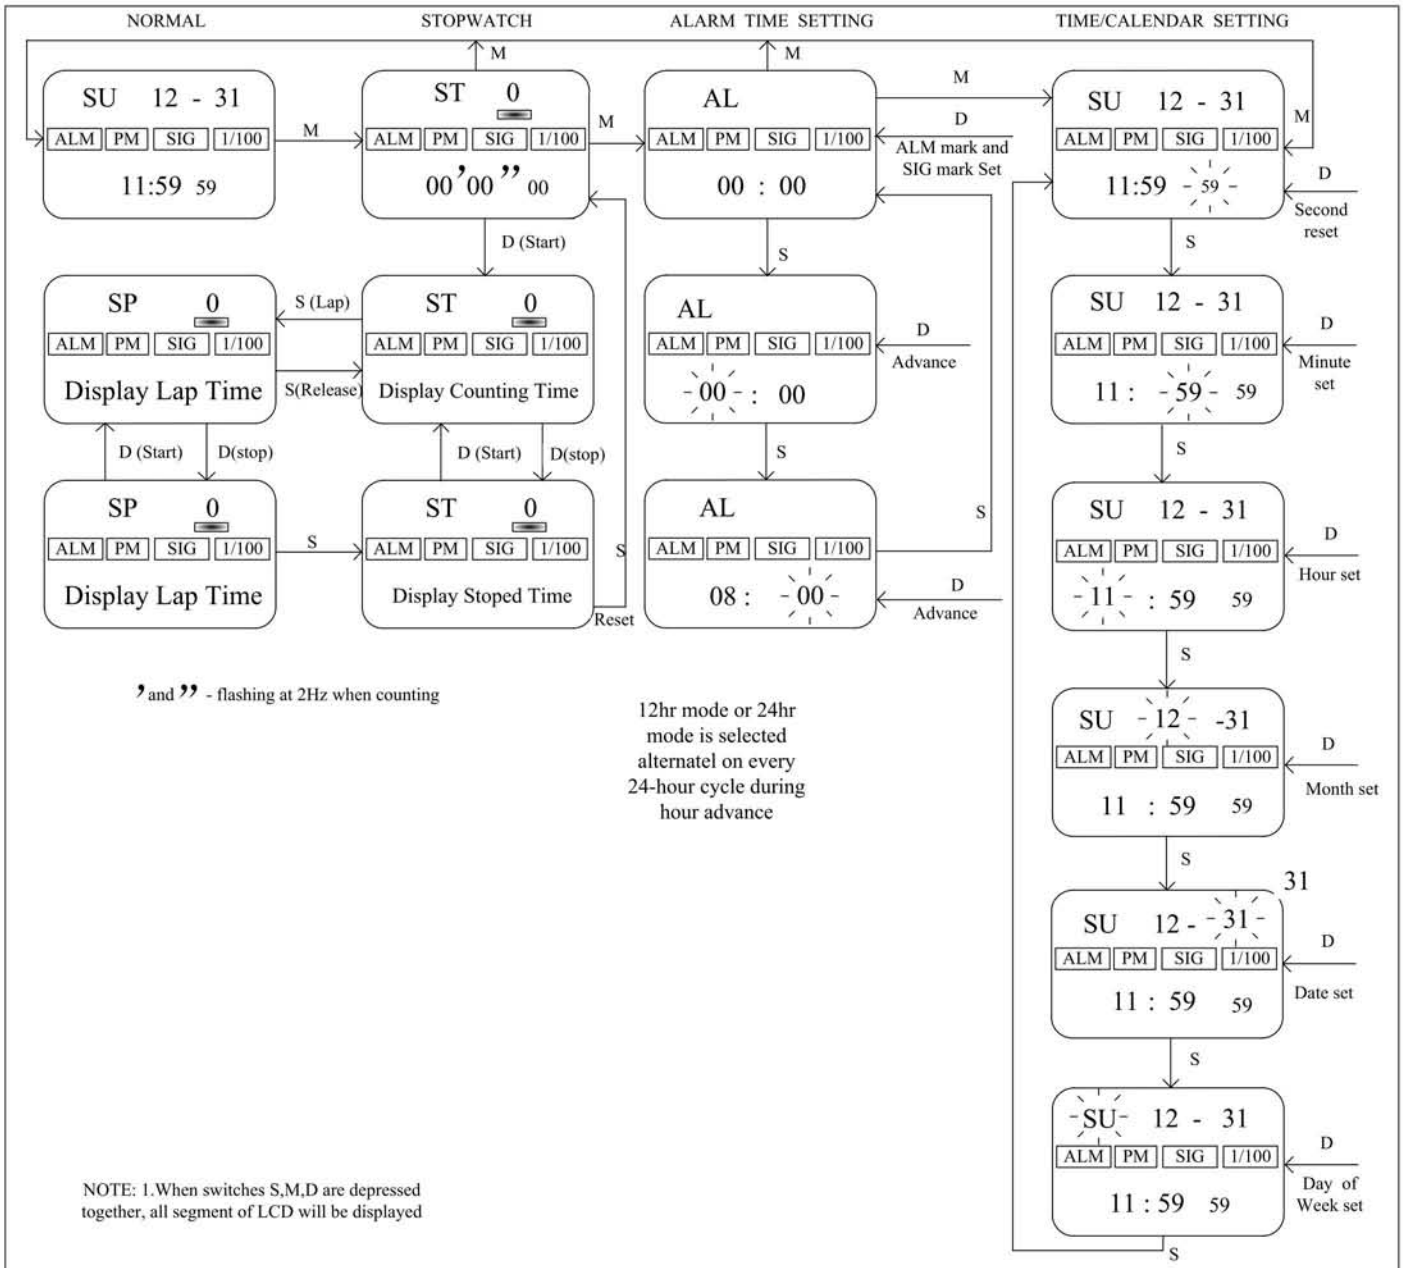 NORMAL
STOPWATCH
ALARM TIME SETTING
TIME/CALENDAR SETTING
M
M
SU 12 - 31
ALM PM SIG 1/100
11:59 59
M
ST 0
ALM PM SIG 1/100
00 ’ 00 ” 00
M
AL
ALM PM SIG 1/100
00 : 00
M
D
ALM mark and
SIG mark Set
SU 12 - 31
ALM PM SIG 1/100
11:59 - 59 -
M
D
Second
reset
D (Start)
S
S
SP 0
ALM PM SIG 1/100
Display Lap Time
S (Lap)
S(Release)
ST 0
ALM PM SIG 1/100
Display Counting Time
AL
ALM PM SIG 1/100
- 00 - : 00
D
Advance
SU 12 - 31
ALM PM SIG 1/100
11 : - 59 - 59
D
Minute
set
D (Start)
D(stop)
D (Start)
D(stop)
S
S
SP 0
ALM PM SIG 1/100
Display Lap Time
S
ST 0
ALM PM SIG 1/100
Display Stoped Time
S
Reset
AL
ALM PM SIG 1/100
08 : - 00 -
S
D
Advance
SU 12 - 31
ALM PM SIG 1/100
- 11 - : 59 59
D
Hour set
S
’ and ” - flashing at 2Hz when counting
12hr mode or 24hr
mode is selected
alternatel on every
24-hour cycle during
hour advance
SU - 12 - -31
ALM PM SIG 1/100
11 : 59 59
D
Month set
S
31
SU 12 - - 31 -
ALM PM SIG 1/100
11 : 59 59
D
Date set
S
- SU - 12 - 31
ALM PM SIG 1/100
11 : 59 59
D
Day of
Week set
S
NOTE: 1.When switches S,M,D are depressed
together, all segment of LCD will be displayed